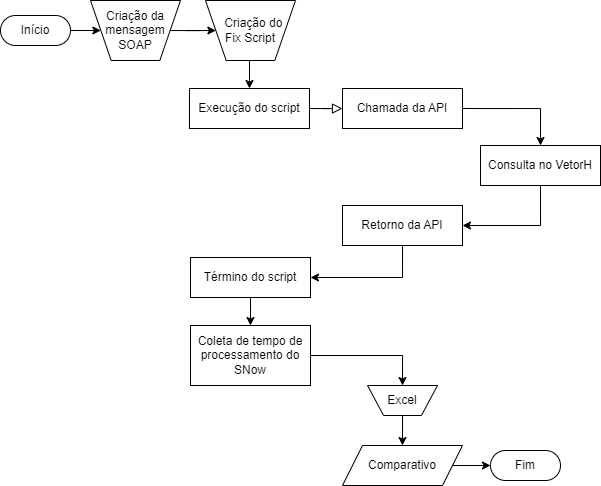 Início
Criação da
mensagem
SOAP
Criação do
Fix Script
Execução do script
Chamada da API
Consulta no VetorH
Retorno da API
Término do script
Coleta de tempo de
processamento do
SNow
Excel
Comparativo
Fim